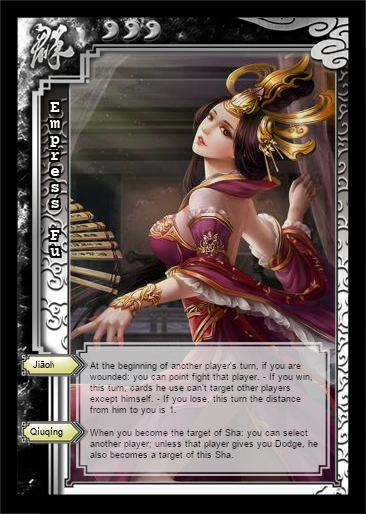 群
Empress Fu
Jiāoh
At the beginning of another player's turn, if you are
wounded: you can point fight that player. - If you win,
this turn, cards he use can't target other players
except himself. - If you lose, this turn the distance
from him to you is 1.
Qiuqing
When you become the target of Sha: you can select
another player; unless that player gives you Dodge, he
also becomes a target of this Sha.